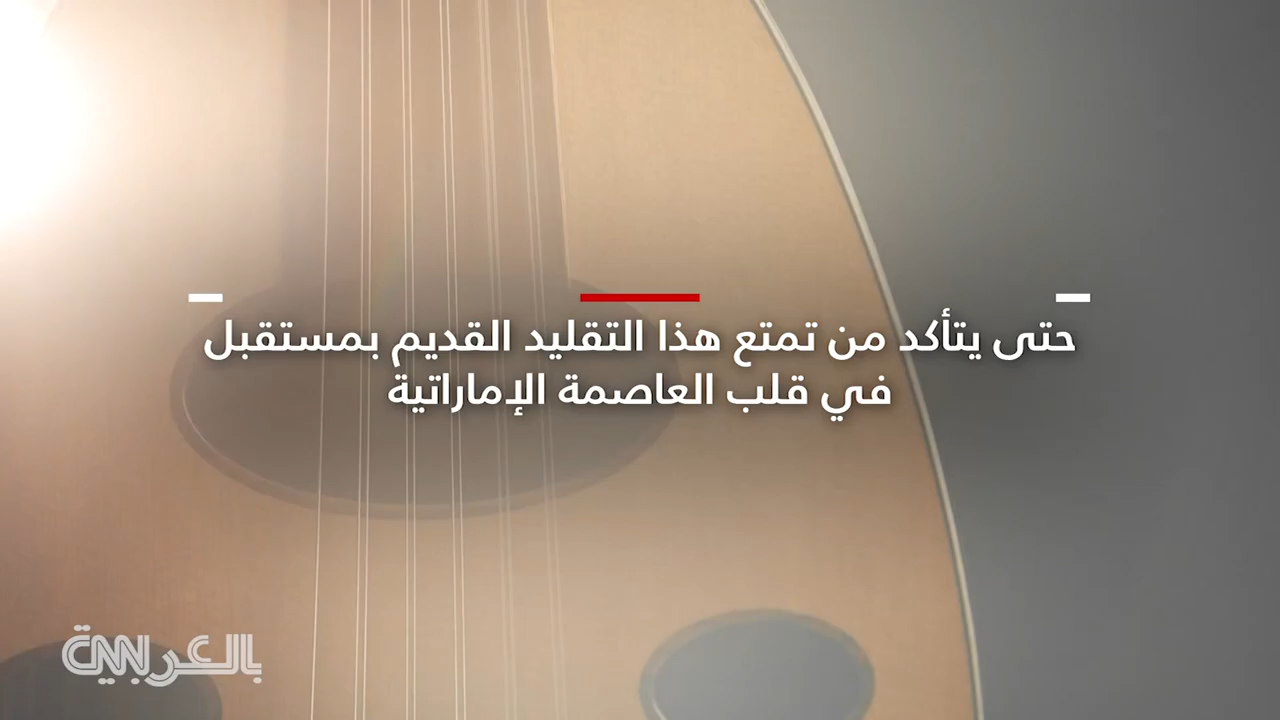 حتى يتأكد من تمتع هذا التقليد القديم بمستقبل
في قلب العاصمة الإماراتية
CNN بالعربية